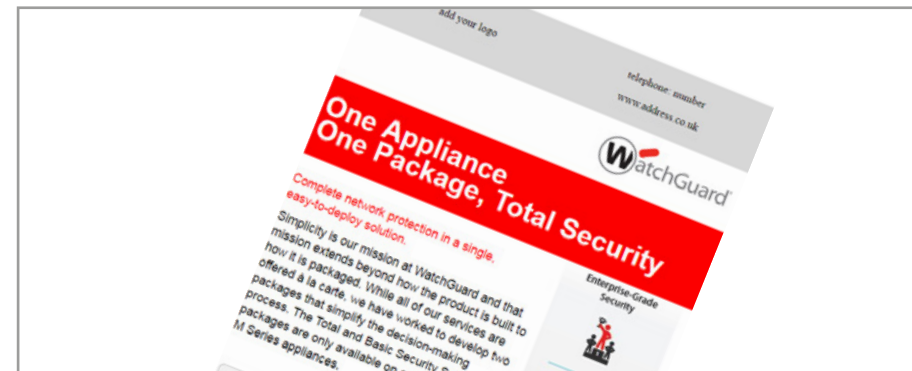 add your logo
telephone: number
www.address.co.uk
WatchGuard
One Appliance
One Package, Total Security
Complete network protection in a single,
easy-to-deploy solution.
Simplicity is our mission at WatchGuard and that
mission extends beyond how the product is built to
how it is packaged. While all of our services are
offered à la carte, we have worked to develop two
packages that simplify the decision-making
process. The Total and Basic Security
packages are only available on
M Series appliances.
Enterprise-Grade
Security